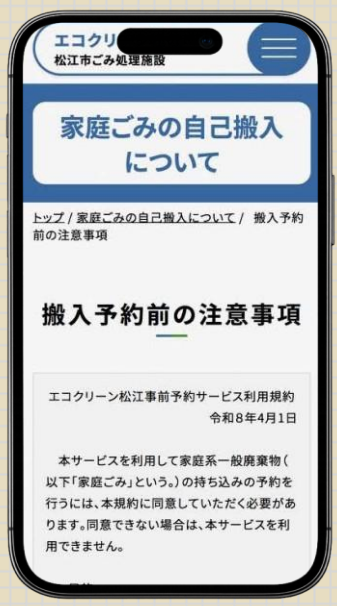 エコクリ
松江市ごみ処理施設
家庭ごみの自己搬入
について
トップ / 家庭ごみの自己搬入について / 搬入予約
前の注意事項
搬入予約前の注意事項
エコクリーン松江事前予約サービス利用規約
令和8年4月1日
本サービスを利用して家庭系一般廃棄物(
以下「家庭ごみ」という。)の持ち込みの予約を
行うには、本規約に同意していただく必要があ
ります。同意できない場合は、本サービスを利
用できません。